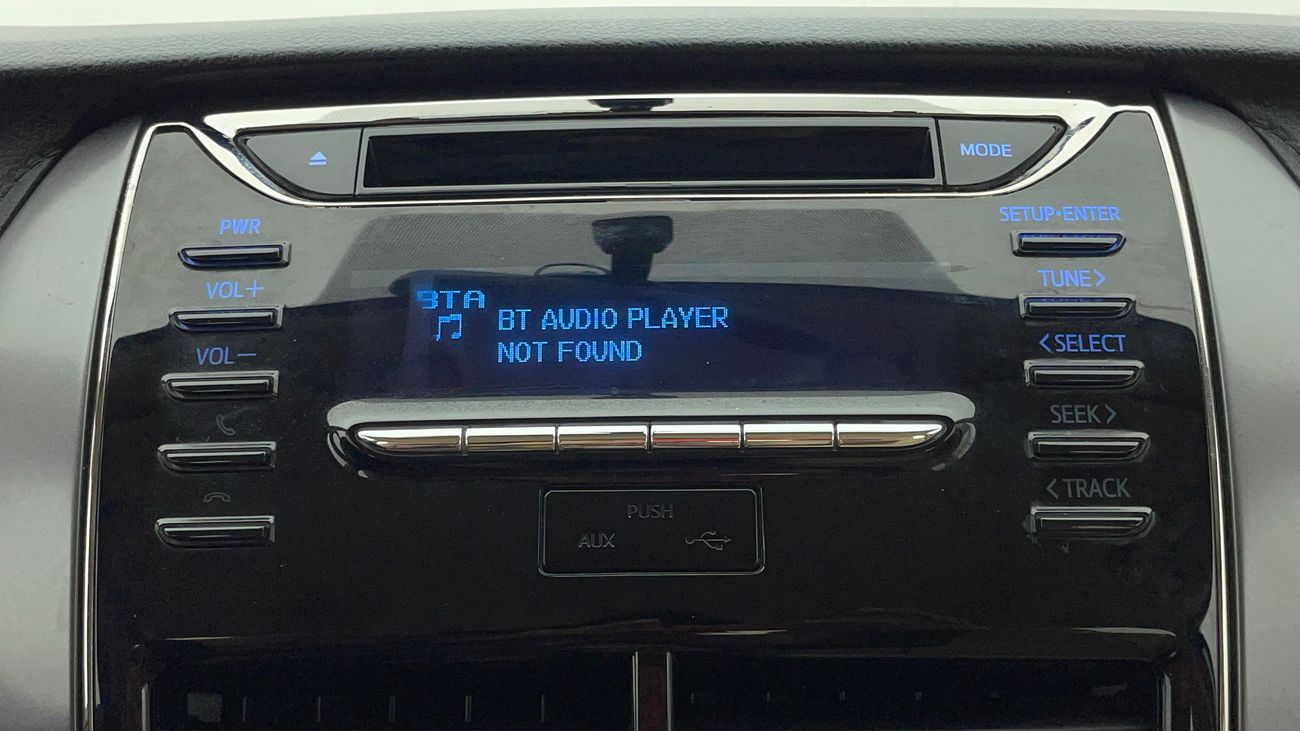 MODE
PWR
SETUP•ENTER
VOL+
TUNE>
BTA
BT AUDIO PLAYER
NOT FOUND
VOL−
<SELECT
SEEK>
<TRACK
PUSH
AUX